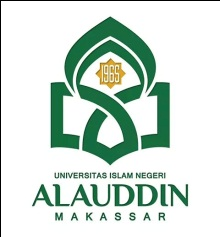 1965
UNIVERSITAS ISLAM NEGERI
ALAUDDIN
MAKASSAR